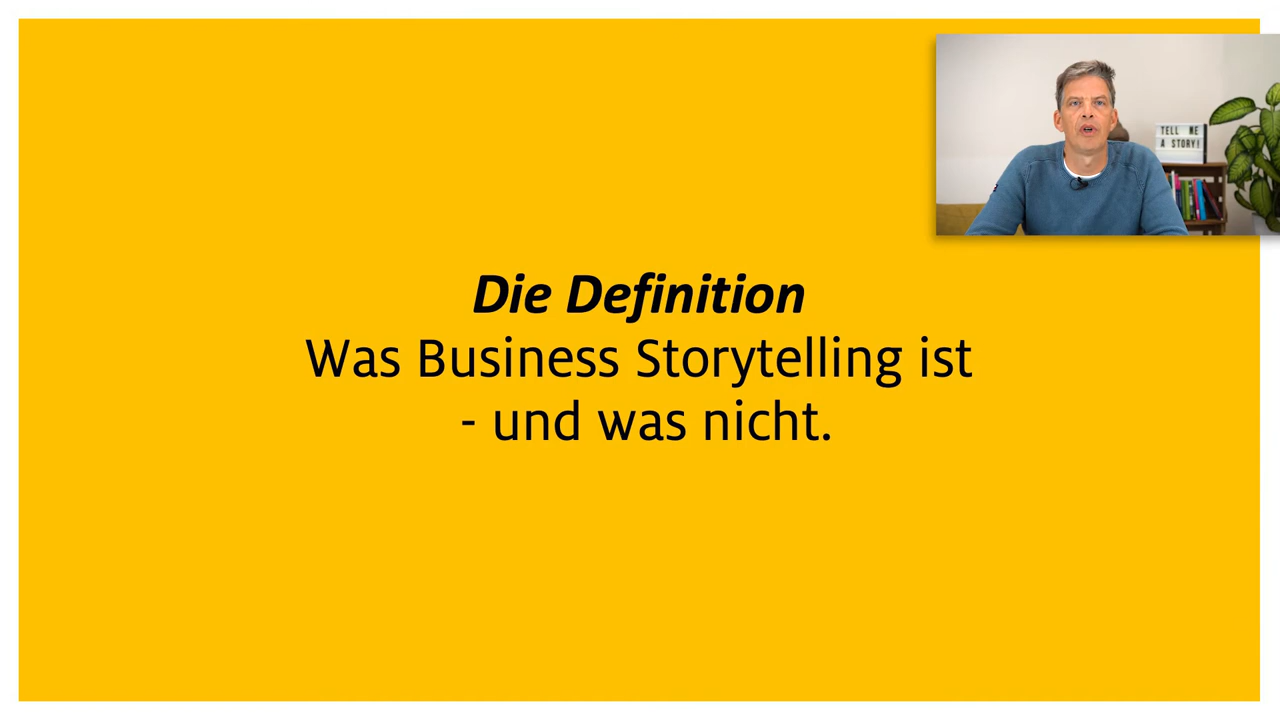 TELL ME
A STORY!
Die Definition
Was Business Storytelling ist
- und was nicht.